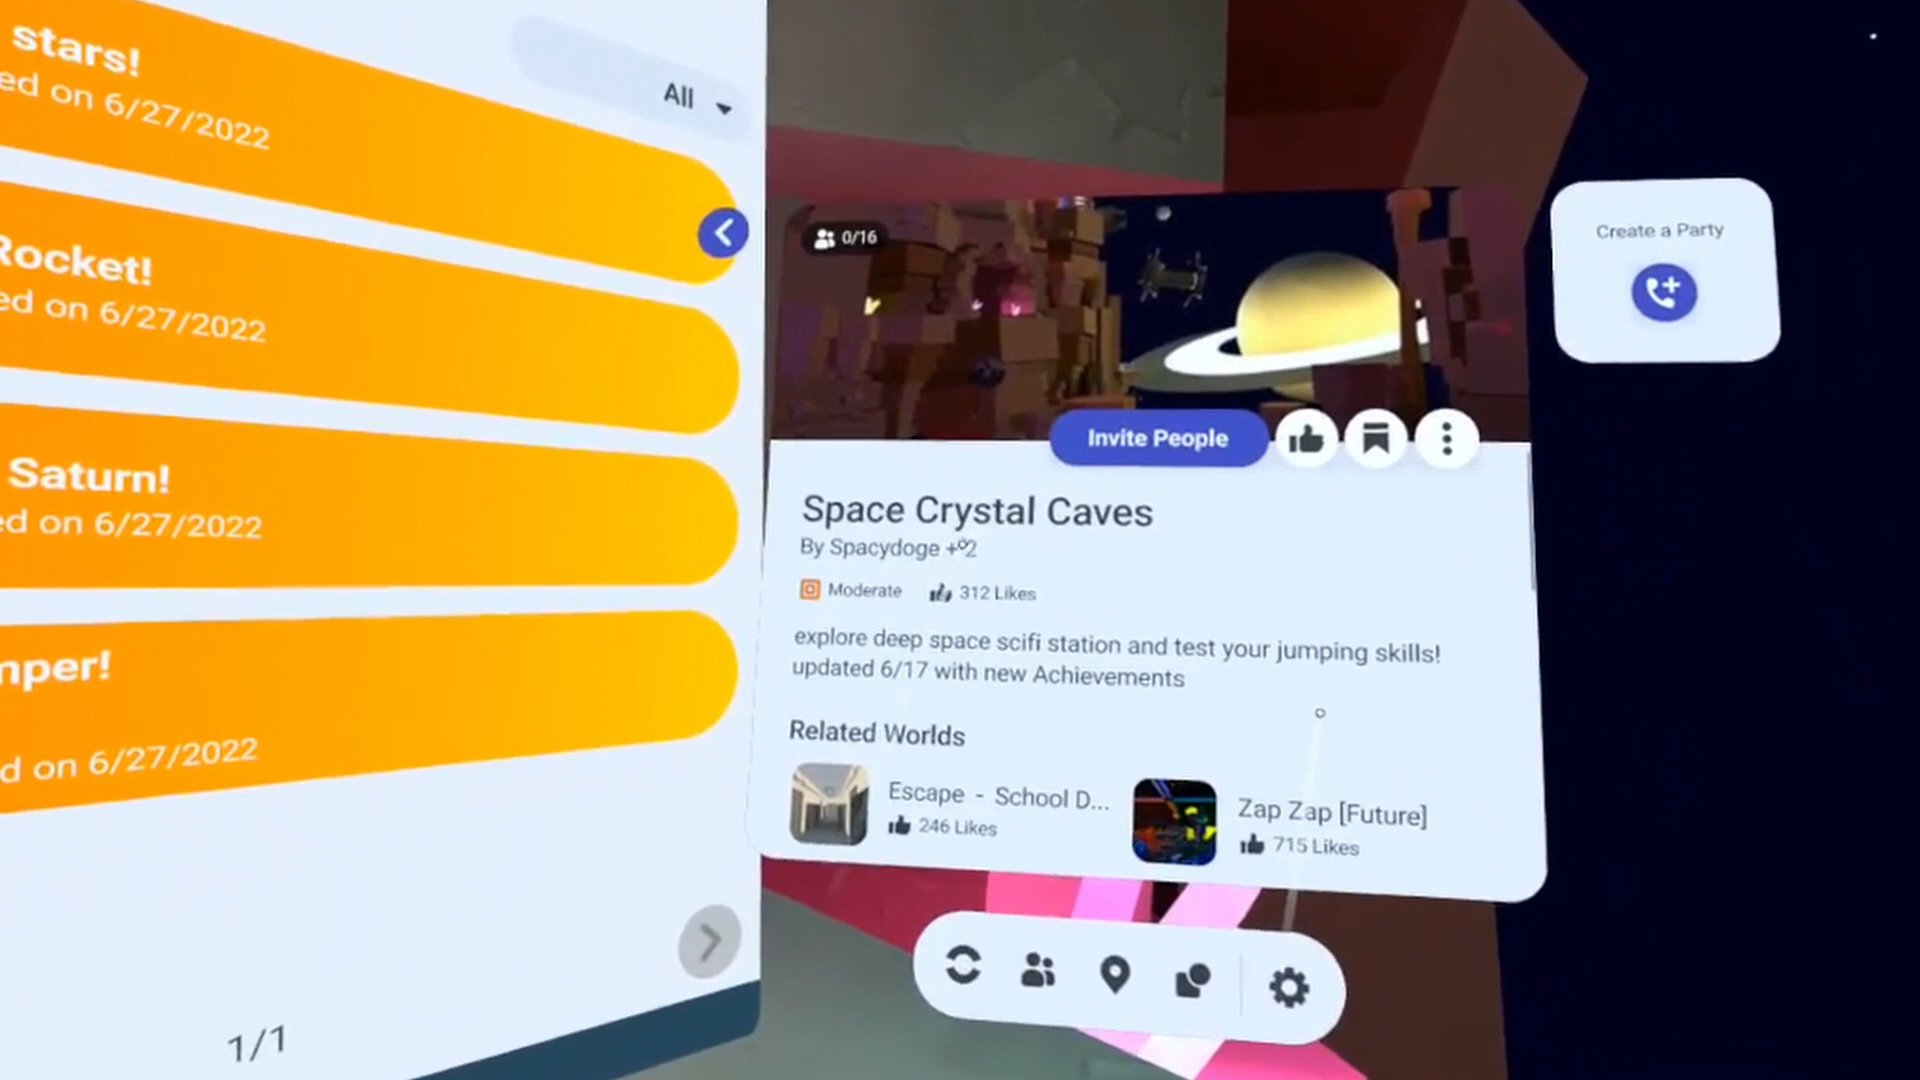 All
stars!
ed on 6/27/2022
Rocket!
ed on 6/27/2022
Saturn!
ed on 6/27/2022
mper!
d on 6/27/2022
1/1
0/16
Create a Party
Invite People
Space Crystal Caves
By Spacydoge +2
Moderate 312 Likes
explore deep space scifi station and test your jumping skills!
updated 6/17 with new Achievements
Related Worlds
Escape - School D...
246 Likes
Zap Zap [Future]
715 Likes